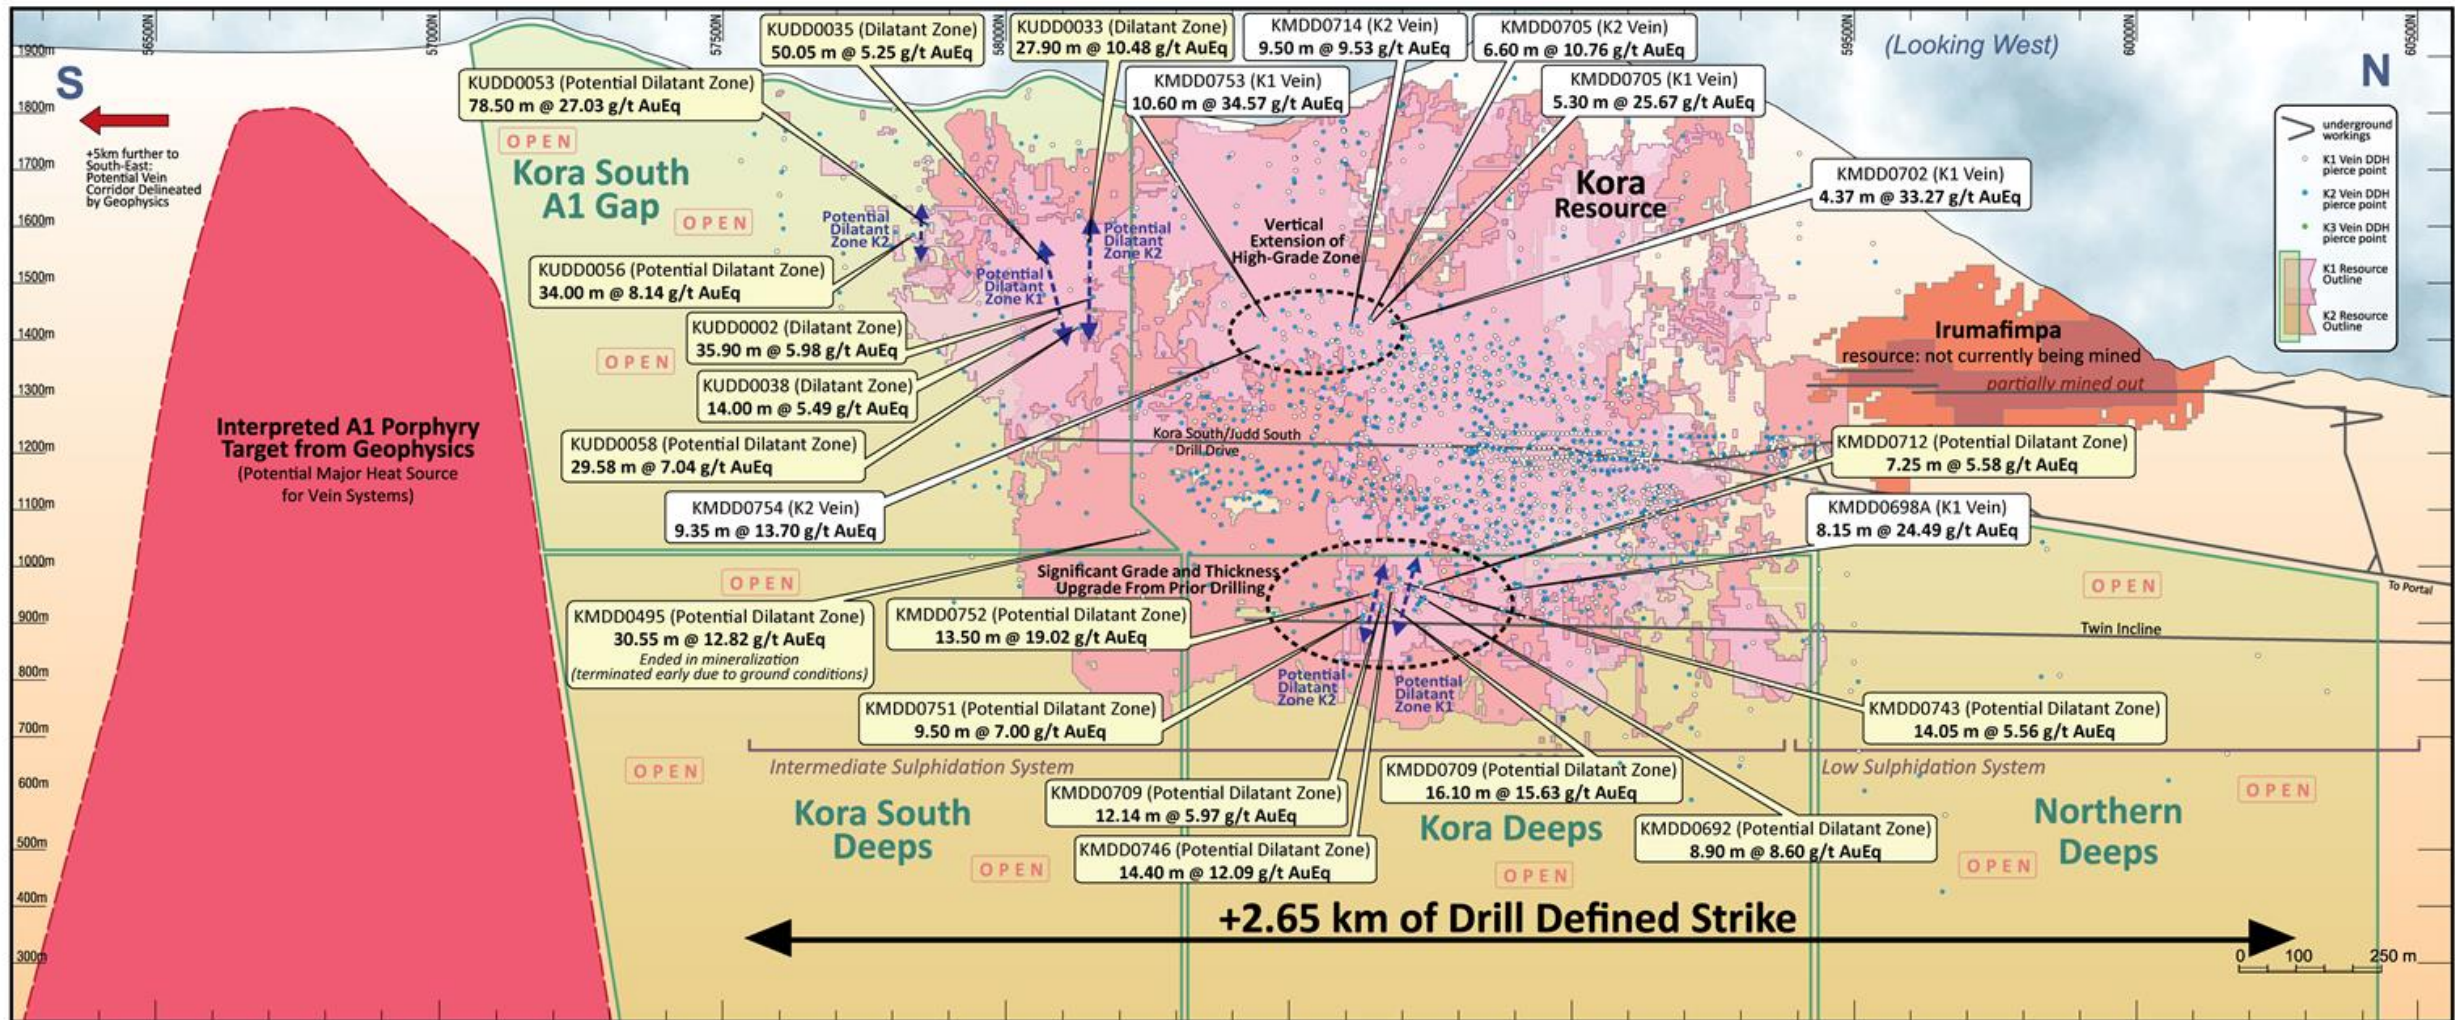 56500N
57000N
57500N
58000N
59500N
60000N
60500N
1900m
1800m
1700m
1600m
1500m
1400m
1300m
1200m
1100m
1000m
900m
800m
700m
600m
500m
400m
300m
S
(Looking West)
N
+5km further to
South-East:
Potential Vein
Corridor Delineated
by Geophysics
KUDD0035 (Dilatant Zone)
50.05 m @ 5.25 g/t AuEq
KUDD0033 (Dilatant Zone)
27.90 m @ 10.48 g/t AuEq
KMDD0714 (K2 Vein)
9.50 m @ 9.53 g/t AuEq
KMDD0705 (K2 Vein)
6.60 m @ 10.76 g/t AuEq
KUDD0053 (Potential Dilatant Zone)
78.50 m @ 27.03 g/t AuEq
KMDD0753 (K1 Vein)
10.60 m @ 34.57 g/t AuEq
KMDD0705 (K1 Vein)
5.30 m @ 25.67 g/t AuEq
underground
workings
K1 Vein DDH
pierce point
K2 Vein DDH
pierce point
K3 Vein DDH
pierce point
K1 Resource
Outline
K2 Resource
Outline
OPEN
Kora South
A1 Gap
OPEN
Kora
Resource
KMDD0702 (K1 Vein)
4.37 m @ 33.27 g/t AuEq
Potential
Dilatant
Zone K2
Potential
Dilatant
Zone K2
Vertical
Extension of
High-Grade Zone
KUDD0056 (Potential Dilatant Zone)
34.00 m @ 8.14 g/t AuEq
Potential
Dilatant
Zone K1
KUDD0002 (Dilatant Zone)
35.90 m @ 5.98 g/t AuEq
OPEN
Irumafimpa
resource: not currently being mined
partially mined out
KUDD0038 (Dilatant Zone)
14.00 m @ 5.49 g/t AuEq
Interpreted A1 Porphyry
Target from Geophysics
(Potential Major Heat Source
for Vein Systems)
KUDD0058 (Potential Dilatant Zone)
29.58 m @ 7.04 g/t AuEq
Kora South/Judd South
Drill Drive
KMDD0712 (Potential Dilatant Zone)
7.25 m @ 5.58 g/t AuEq
KMDD0754 (K2 Vein)
9.35 m @ 13.70 g/t AuEq
KMDD0698A (K1 Vein)
8.15 m @ 24.49 g/t AuEq
OPEN
Significant Grade and Thickness
Upgrade From Prior Drilling
OPEN
To Portal
KMDD0495 (Potential Dilatant Zone)
30.55 m @ 12.82 g/t AuEq
Ended in mineralization
(terminated early due to ground conditions)
KMDD0752 (Potential Dilatant Zone)
13.50 m @ 19.02 g/t AuEq
Twin Incline
Potential
Dilatant
Zone K2
Potential
Dilatant
Zone K1
KMDD0751 (Potential Dilatant Zone)
9.50 m @ 7.00 g/t AuEq
KMDD0743 (Potential Dilatant Zone)
14.05 m @ 5.56 g/t AuEq
OPEN
Intermediate Sulphidation System
Low Sulphidation System
KMDD0709 (Potential Dilatant Zone)
16.10 m @ 15.63 g/t AuEq
KMDD0709 (Potential Dilatant Zone)
12.14 m @ 5.97 g/t AuEq
OPEN
Kora South
Deeps
Kora Deeps
Northern
Deeps
KMDD0692 (Potential Dilatant Zone)
8.90 m @ 8.60 g/t AuEq
KMDD0746 (Potential Dilatant Zone)
14.40 m @ 12.09 g/t AuEq
OPEN
OPEN
OPEN
+2.65 km of Drill Defined Strike
0 100 250 m